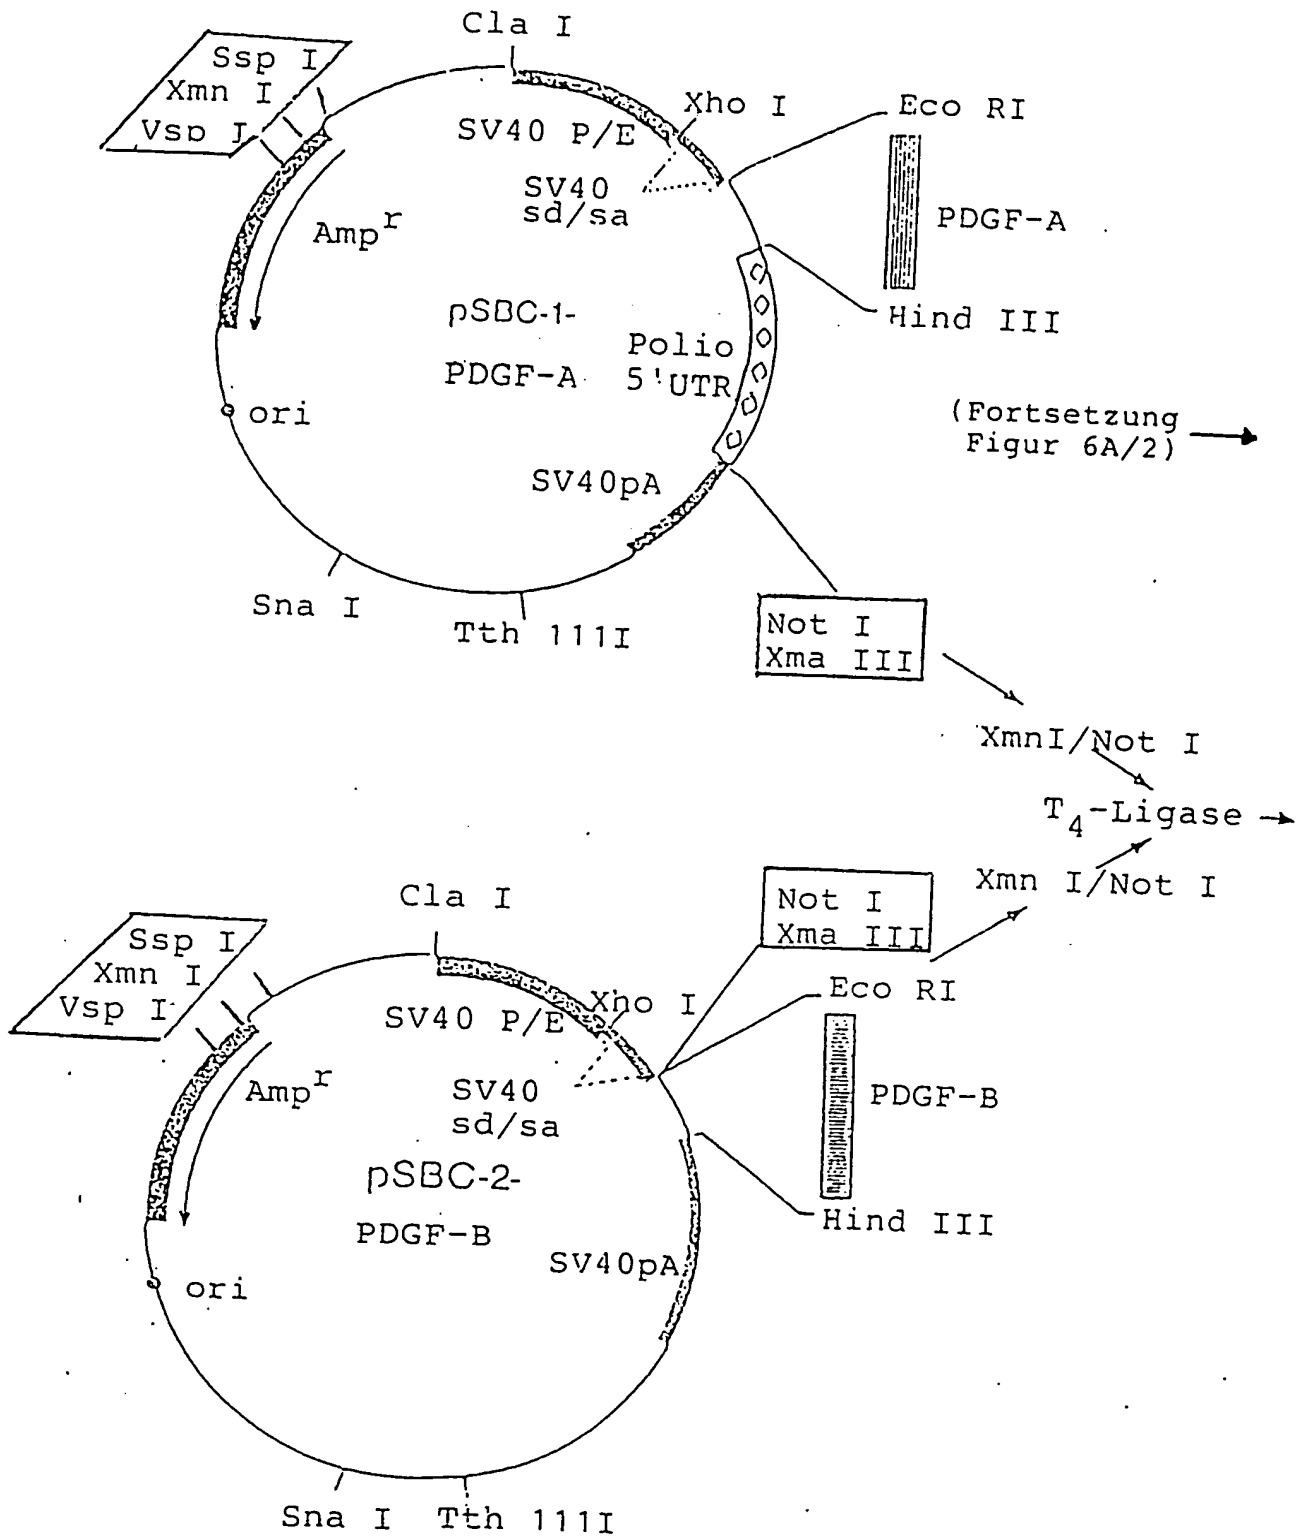 Cla I
Ssp I
Xmn I
Vsp I
Xho I
Eco RI
SV40 P/E
SV40
sd/sa
PDGF-A
Amp^r
Hind III
pSBC-1-
PDGF-A
Polio
5'UTR
ori
(Fortsetzung
Figur 6A/2)
SV40pA
Sna I
Tth 111I
Not I
Xma III
XmnI/Not I
T4-Ligase
Xmn I/Not I
Not I
Xma III
Cla I
Ssp I
Xmn I
Vsp I
Xho I
Eco RI
SV40 P/E
SV40
sd/sa
PDGF-B
Amp^r
pSBC-2-
PDGF-B
Hind III
SV40pA
ori
Sna I
Tth 111I